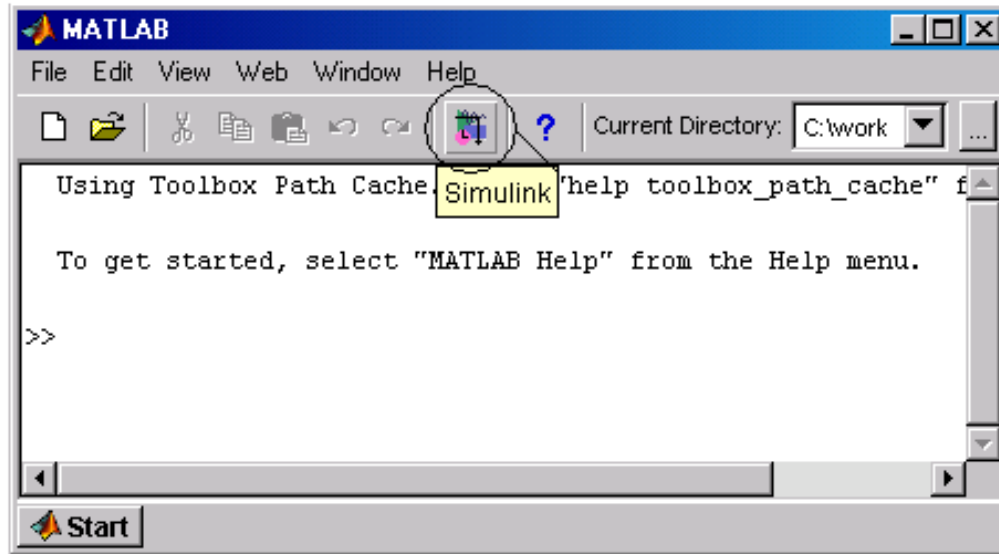 MATLAB
File Edit View Web Window Help
? Current Directory: C:\work ...
Using Toolbox Path Cache. "help toolbox_path_cache" f
Simulink
To get started, select "MATLAB Help" from the Help menu.
>>
Start